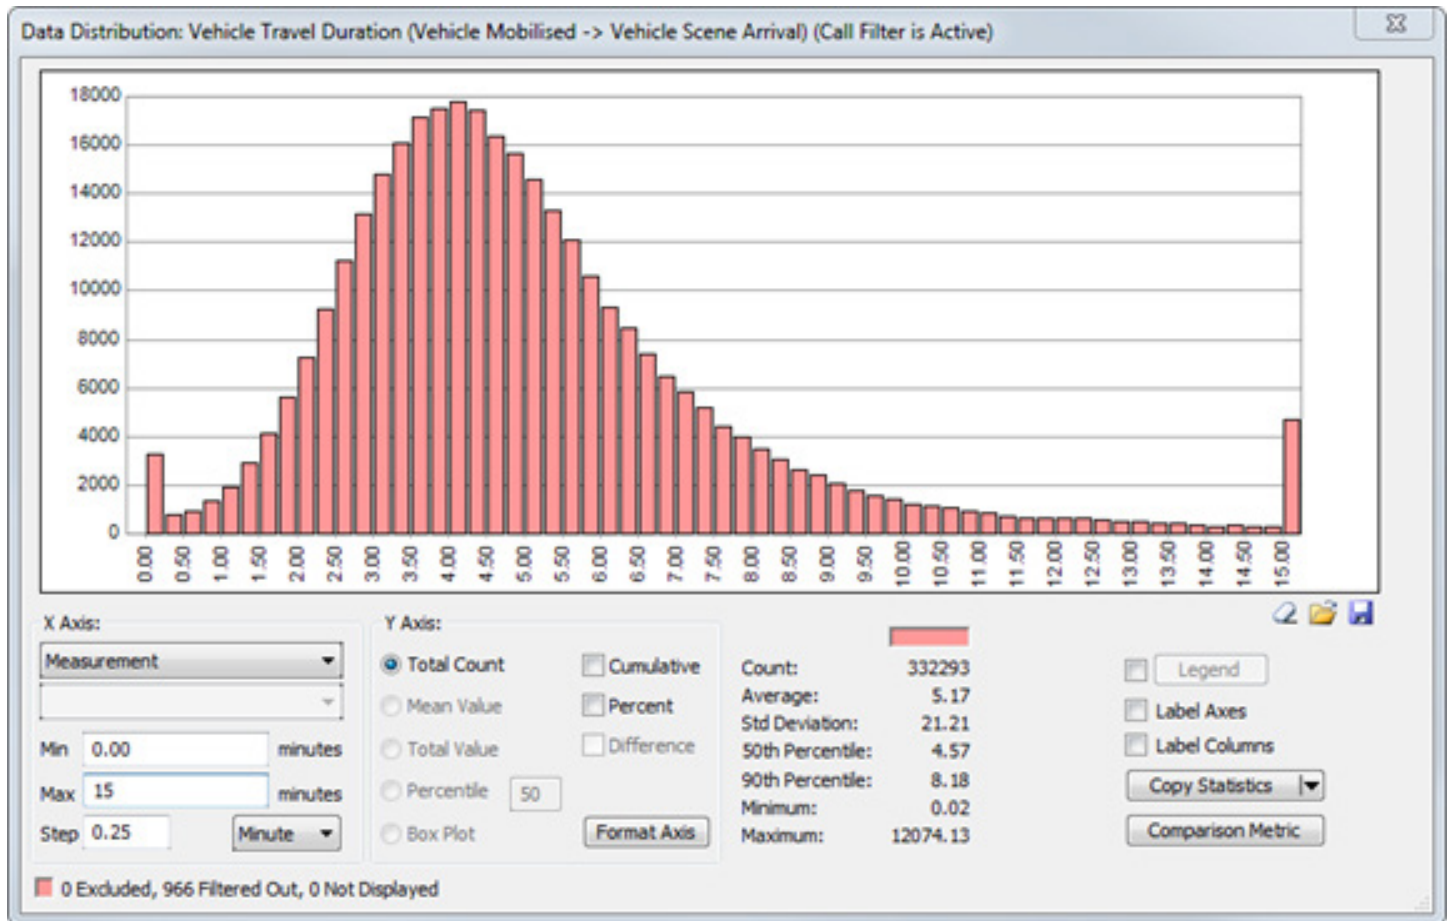 Data Distribution: Vehicle Travel Duration (Vehicle Mobilised -> Vehicle Scene Arrival) (Call Filter is Active)
18000
16000
14000
12000
10000
8000
6000
4000
2000
0
0.00 0.50 1.00 1.50 2.00 2.50 3.00 3.50 4.00 4.50 5.00 5.50 6.00 6.50 7.00 7.50 8.00 8.50 9.00 9.50 10.00 10.50 11.00 11.50 12.00 12.50 13.00 13.50 14.00 14.50 15.00
X Axis:
Measurement
Min 0.00 minutes
Max 15 minutes
Step 0.25 Minute
Y Axis:
Total Count
Mean Value
Total Value
Percentile 50
Box Plot
Cumulative
Percent
Difference
Format Axis
Count: 332293
Average: 5.17
Std Deviation: 21.21
50th Percentile: 4.57
90th Percentile: 8.18
Minimum: 0.02
Maximum: 12074.13
Legend
Label Axes
Label Columns
Copy Statistics
Comparison Metric
0 Excluded, 966 Filtered Out, 0 Not Displayed